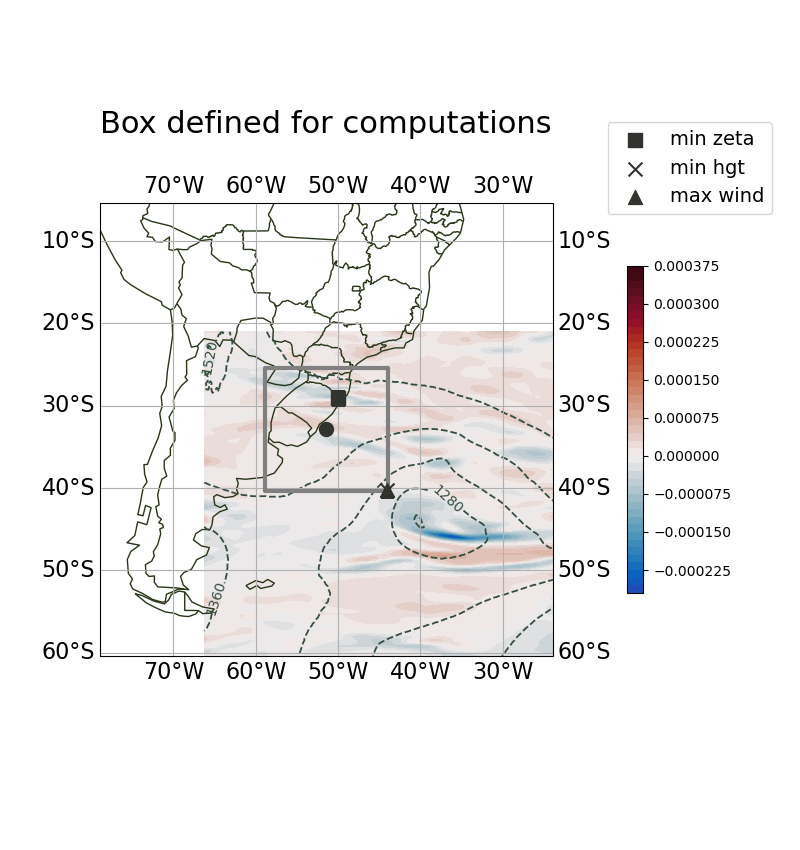 Box defined for computations
min zeta
min hgt
max wind
70°W 60°W 50°W 40°W 30°W
10°S 10°S
20°S 20°S
30°S 30°S
40°S 40°S
50°S 50°S
60°S 60°S
70°W 60°W 50°W 40°W 30°W
1520
1280
1360
0.000375
0.000300
0.000225
0.000150
0.000075
0.000000
−0.000075
−0.000150
−0.000225